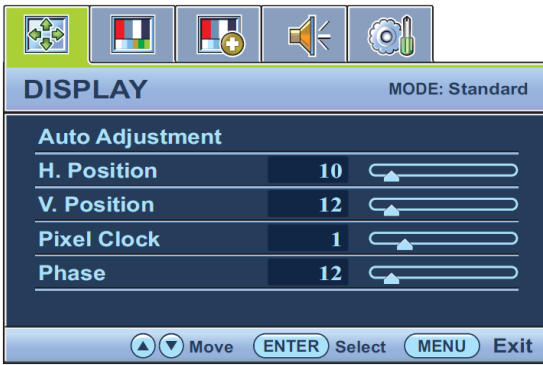 DISPLAY MODE: Standard
Auto Adjustment
H. Position 10
V. Position 12
Pixel Clock 1
Phase 12
Move ENTER Select MENU Exit